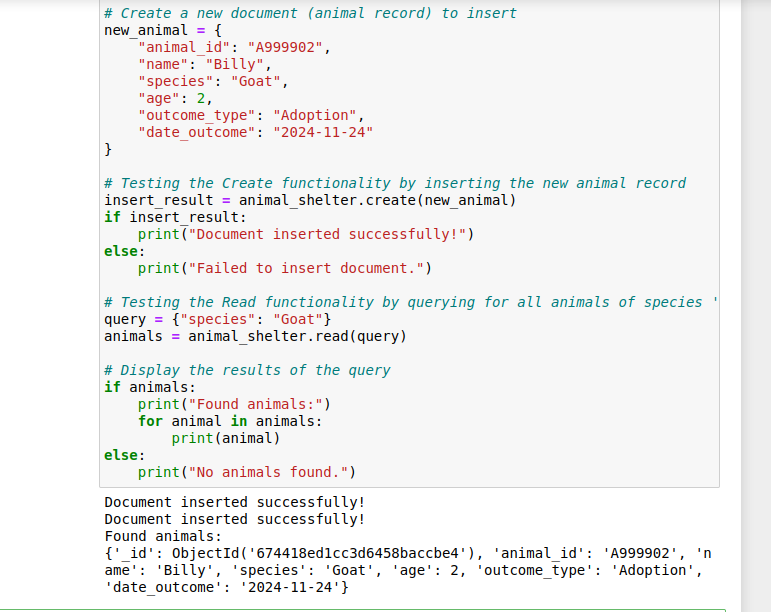 # Create a new document (animal record) to insert
new_animal = {
    "animal_id": "A999902",
    "name": "Billy",
    "species": "Goat",
    "age": 2,
    "outcome_type": "Adoption",
    "date_outcome": "2024-11-24"
}

# Testing the Create functionality by inserting the new animal record
insert_result = animal_shelter.create(new_animal)
if insert_result:
    print("Document inserted successfully!")
else:
    print("Failed to insert document.")

# Testing the Read functionality by querying for all animals of species '
query = {"species": "Goat"}
animals = animal_shelter.read(query)

# Display the results of the query
if animals:
    print("Found animals:")
    for animal in animals:
        print(animal)
else:
    print("No animals found.")
Document inserted successfully!
Document inserted successfully!
Found animals:
{'_id': ObjectId('674418ed1cc3d6458baccbe4'), 'animal_id': 'A999902', 'n
ame': 'Billy', 'species': 'Goat', 'age': 2, 'outcome_type': 'Adoption',
'date_outcome': '2024-11-24'}